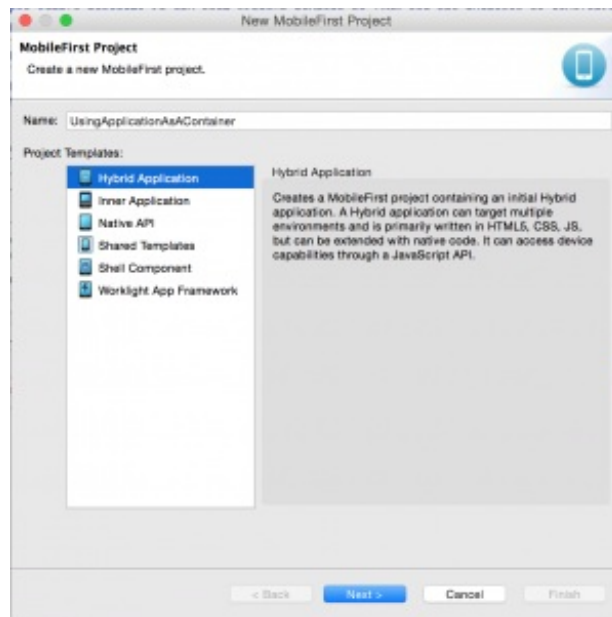 New MobileFirst Project
MobileFirst Project
Create a new MobileFirst project.
Name: UsingApplicationAsAContainer
Project Templates:
Hybrid Application
Inner Application
Native API
Shared Templates
Shell Component
Worklight App Framework
Hybrid Application
Creates a MobileFirst project containing an initial Hybrid
application. A Hybrid application can target multiple
environments and is primarily written in HTML5, CSS, JS,
but can be extended with native code. It can access device
capabilities through a JavaScript API.
< Back Next > Cancel Finish